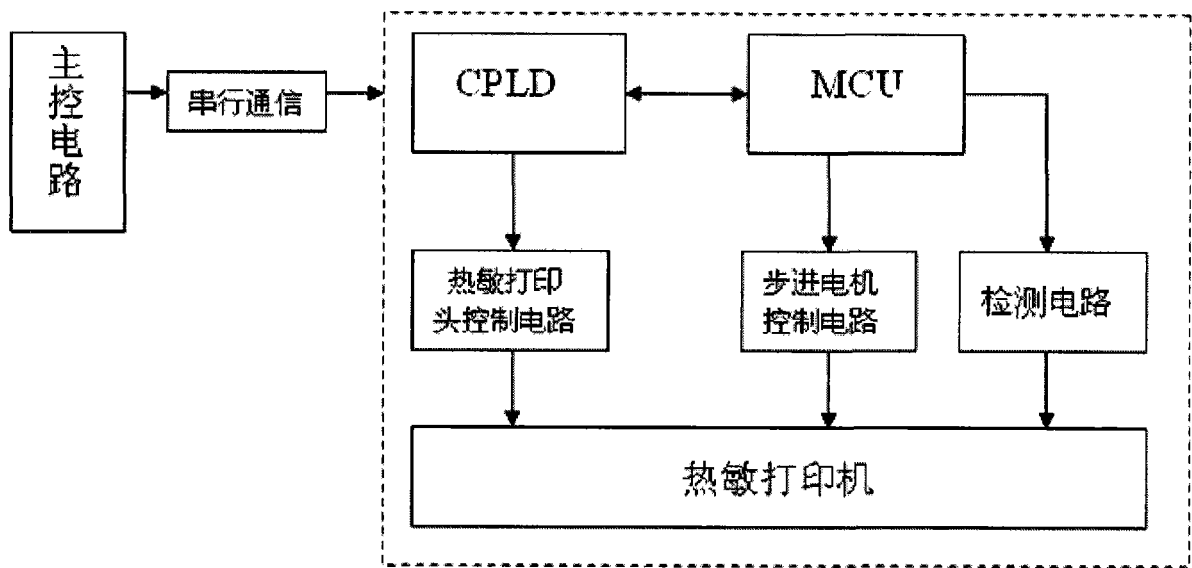 主
控
电
路
串行通信
CPLD
MCU
热敏打印
头控制电路
步进电机
控制电路
检测电路
热敏打印机